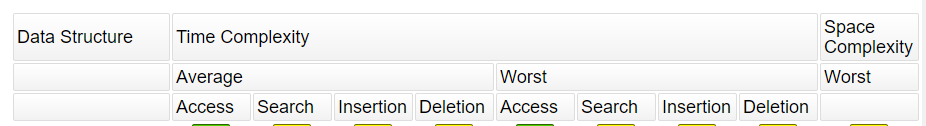 Data Structure Time Complexity Space Complexity
Average Worst Worst
Access Search Insertion Deletion Access Search Insertion Deletion